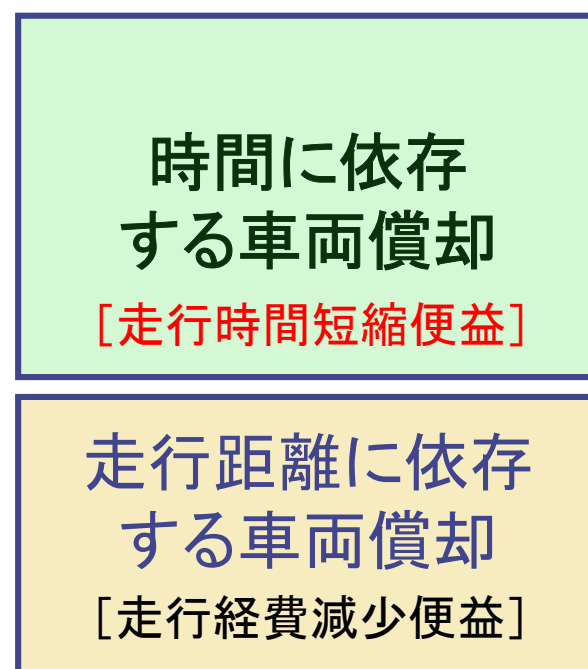 時間に依存
する車両償却
[走行時間短縮便益]
走行距離に依存
する車両償却
[走行経費減少便益]